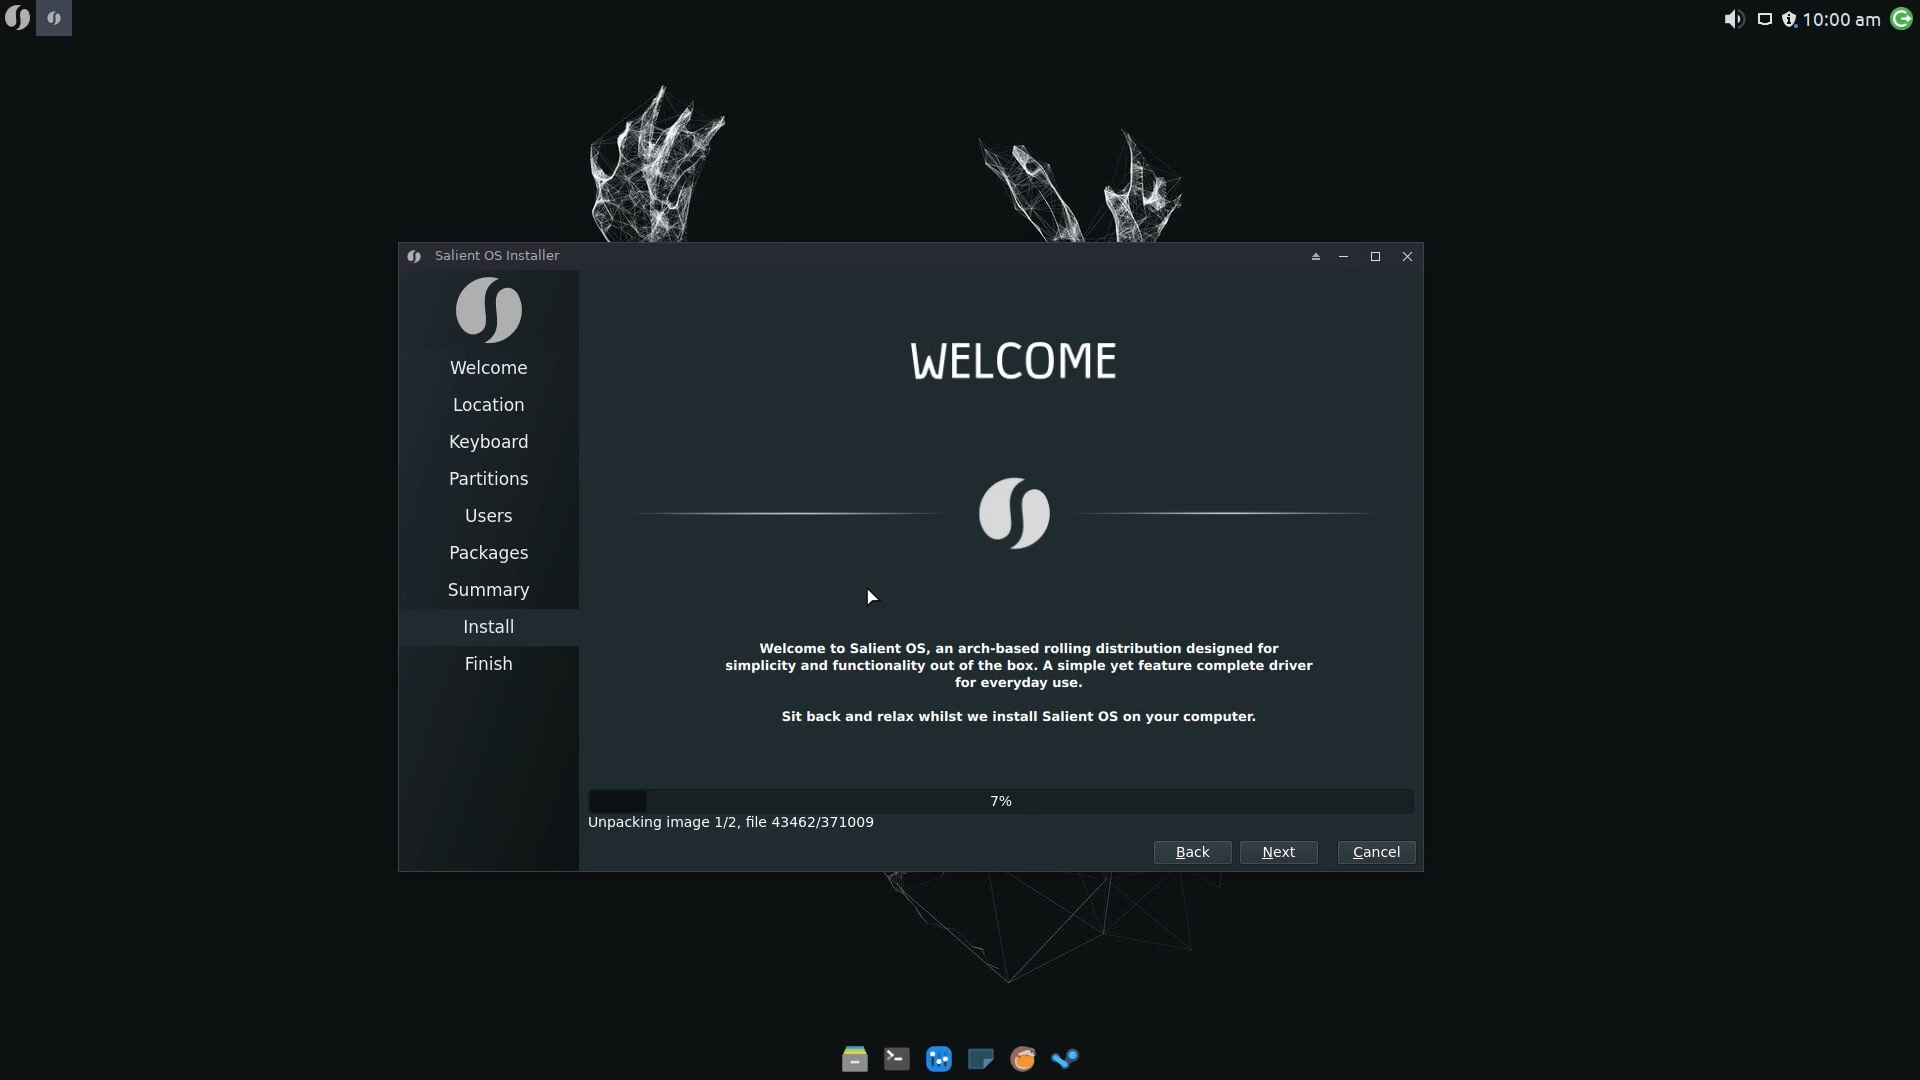 10:00 am
Salient OS Installer
WELCOME
Welcome
Location
Keyboard
Partitions
Users
Packages
Summary
Install
Finish
Welcome to Salient OS, an arch-based rolling distribution designed for
simplicity and functionality out of the box. A simple yet feature complete driver
for everyday use.
Sit back and relax whilst we install Salient OS on your computer.
7%
Unpacking image 1/2, file 43462/371009
Back
Next
Cancel